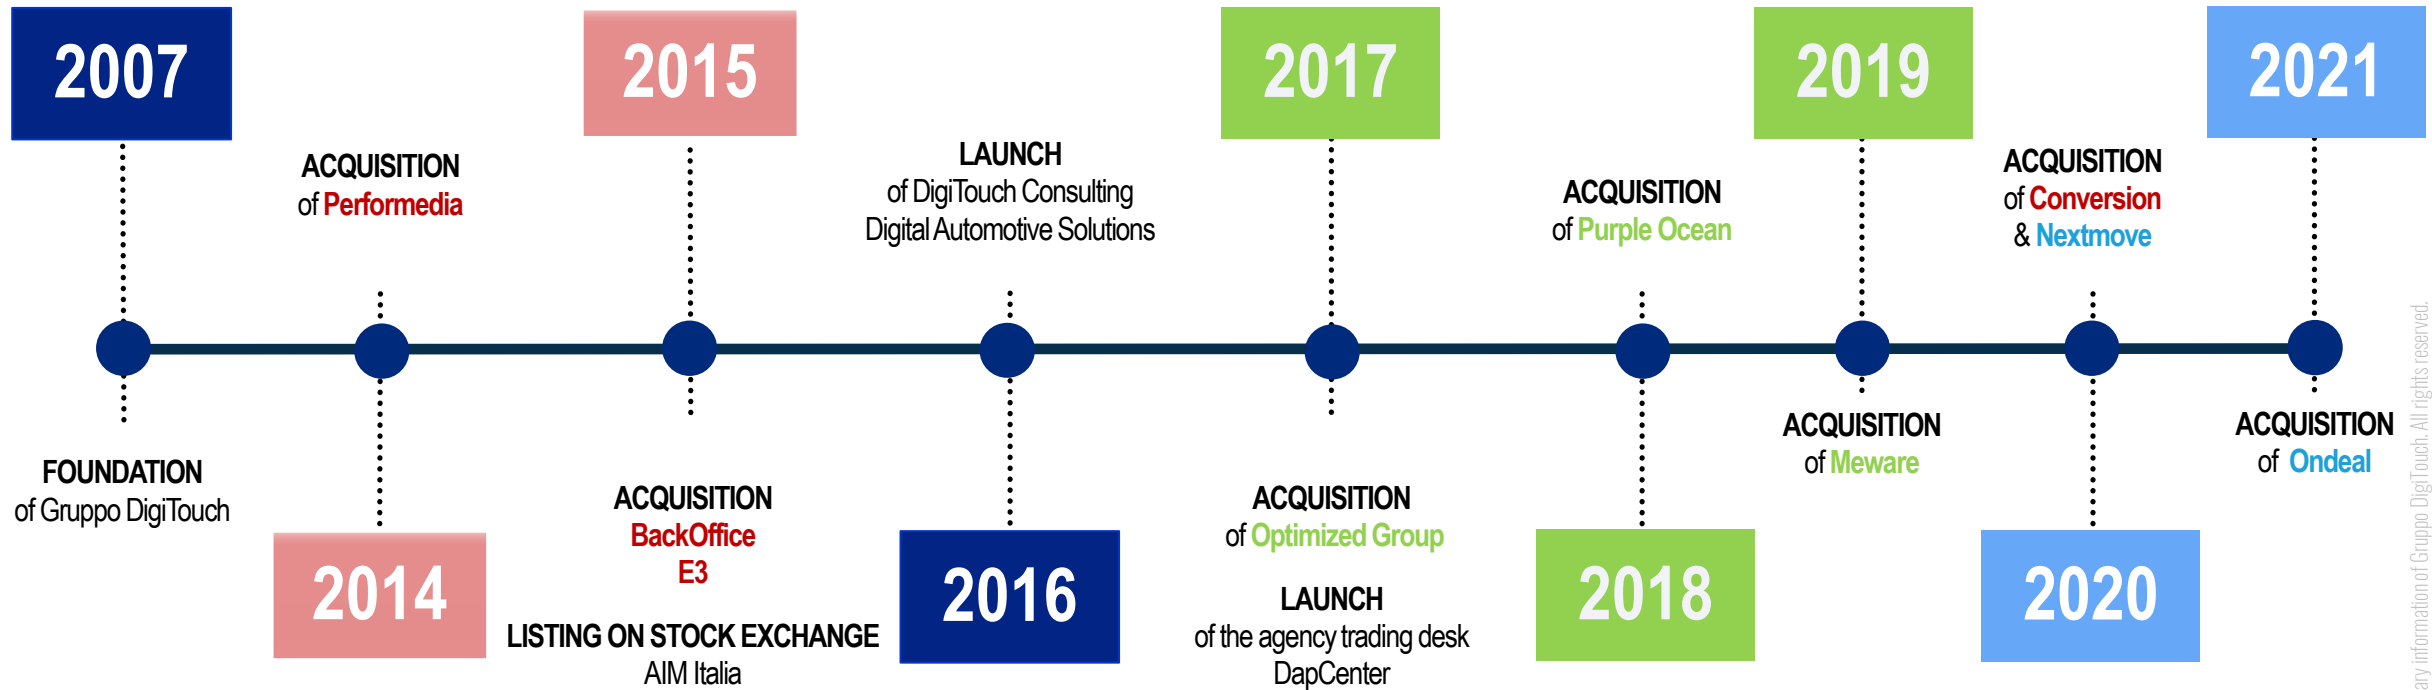 2007
FOUNDATION
of Gruppo DigiTouch
ACQUISITION
of Performedia
2014
2015
ACQUISITION
BackOffice
E3
LISTING ON STOCK EXCHANGE
AIM Italia
LAUNCH
of DigiTouch Consulting
Digital Automotive Solutions
2016
2017
ACQUISITION
of Optimized Group
LAUNCH
of the agency trading desk
DapCenter
ACQUISITION
of Purple Ocean
2018
2019
ACQUISITION
of Meware
ACQUISITION
of Conversion
& Nextmove
2020
2021
ACQUISITION
of Ondeal
information of Gruppo DigiTouch. All rights reserved.